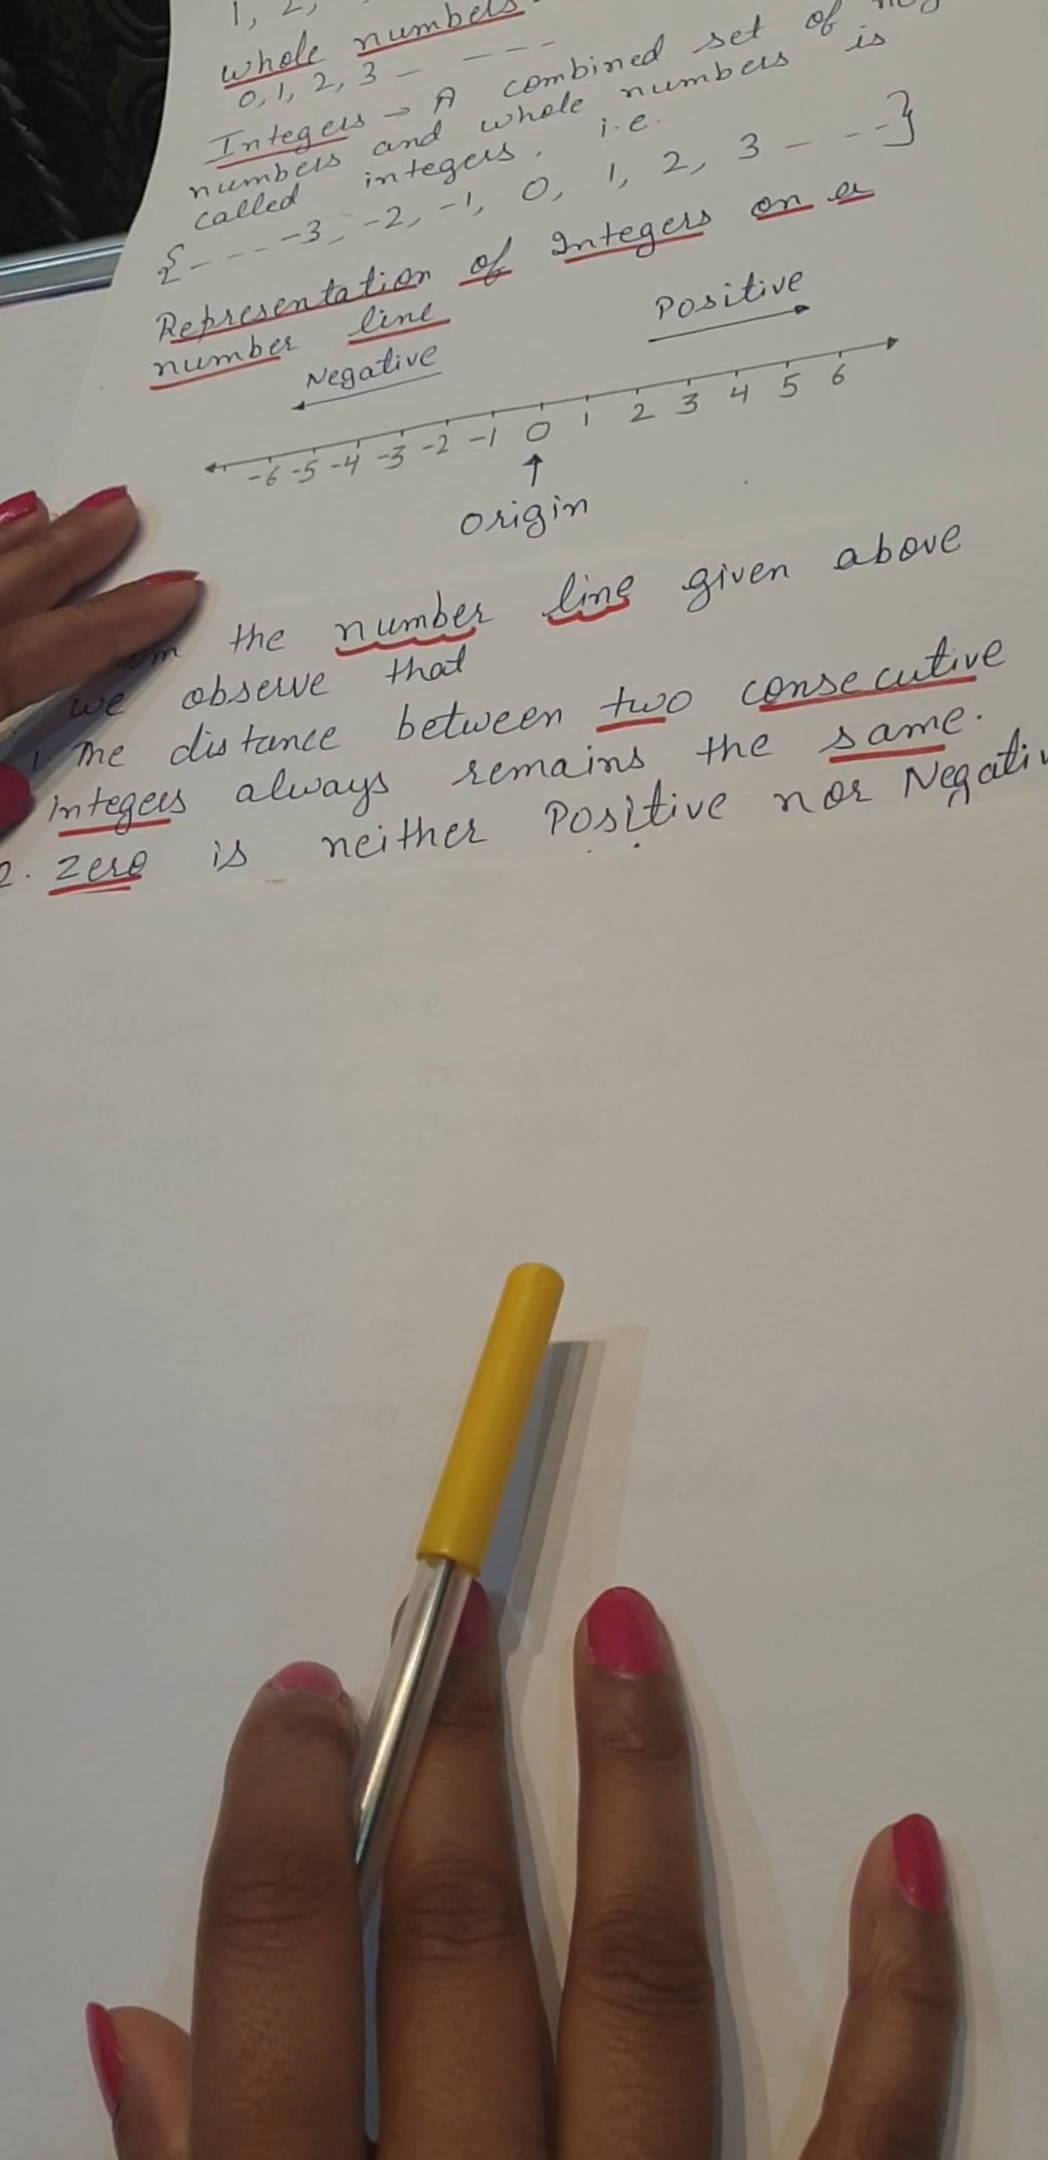 1, 2,
whole numbers
0, 1, 2, 3 - - - -
Integers → A combined set of
numbers and whole numbers is
called integers. i.e.
{- - - -3, -2, -1, 0, 1, 2, 3 - - -}
Representation of Integers on a
number line
Negative Positive
-6 -5 -4 -3 -2 -1 0 1 2 3 4 5 6
↑
origin
the number line given above
we observe that
1. The distance between two consecutive
integers always remains the same.
2. Zero is neither Positive nor Negativ